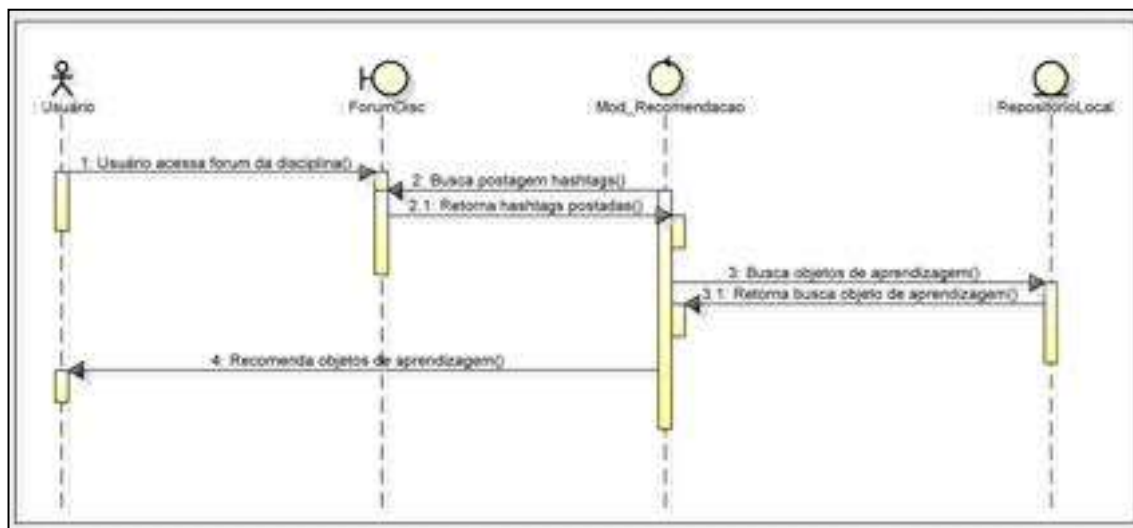 : Usuário
: ForumDisc
: Mod_Recomendacao
: RepositorioLocal
1: Usuário acessa forum da disciplina()
2: Busca postagem hashtags()
2.1: Retorna hashtags postadas()
3: Busca objetos de aprendizagem()
3.1: Retorna busca objeto de aprendizagem()
4: Recomenda objetos de aprendizagem()